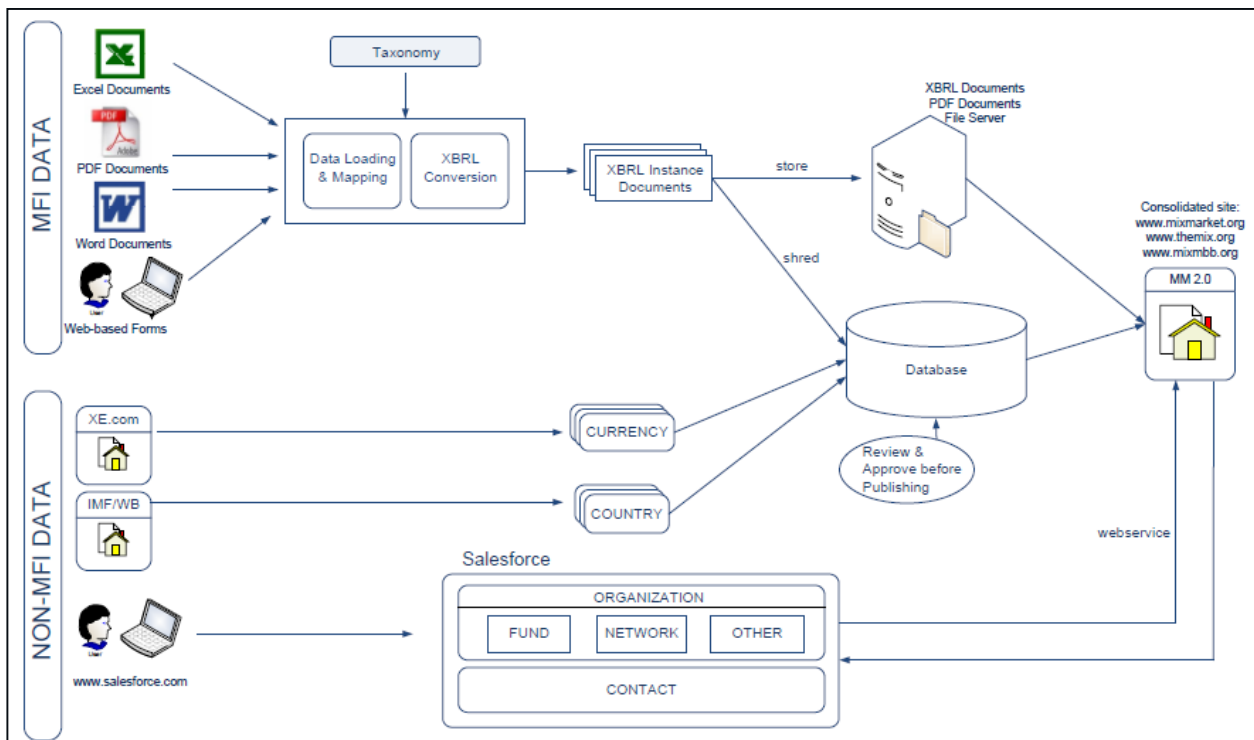 MFI DATA
Excel Documents
PDF
Adobe
PDF Documents
W
Word Documents
User
Web-based Forms
Taxonomy
Data Loading
& Mapping
XBRL
Conversion
XBRL Instance
Documents
store
shred
XBRL Documents
PDF Documents
File Server
Consolidated site:
www.mixmarket.org
www.themix.org
www.mixmbb.org
MM 2.0
Database
Review &
Approve before
Publishing
webservice
NON-MFI DATA
XE.com
CURRENCY
IMF/WB
COUNTRY
User
www.salesforce.com
Salesforce
ORGANIZATION
FUND
NETWORK
OTHER
CONTACT